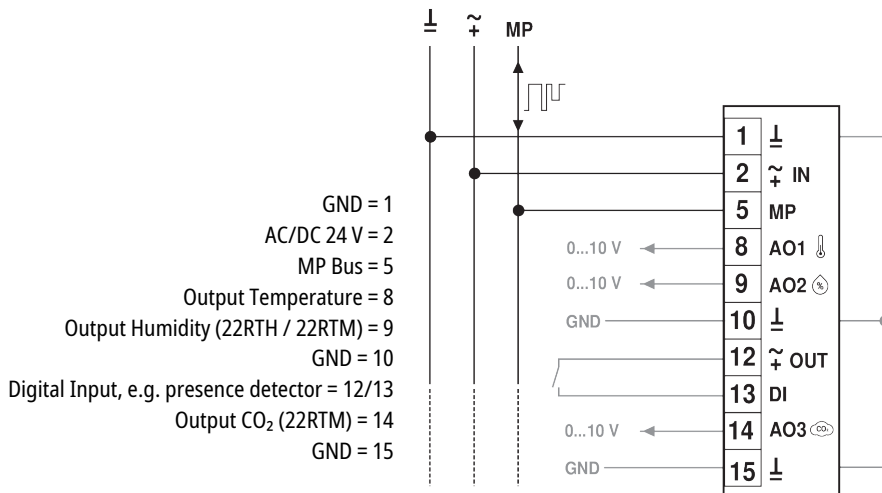 ⊥ ~+ MP
1 ⊥
2 ~+ IN
5 MP
0...10 V 8 AO1
0...10 V 9 AO2 %
GND 10 ⊥
12 ~+ OUT
13 DI
0...10 V 14 AO3 CO₂
GND 15 ⊥
GND = 1
AC/DC 24 V = 2
MP Bus = 5
Output Temperature = 8
Output Humidity (22RTH / 22RTM) = 9
GND = 10
Digital Input, e.g. presence detector = 12/13
Output CO₂ (22RTM) = 14
GND = 15